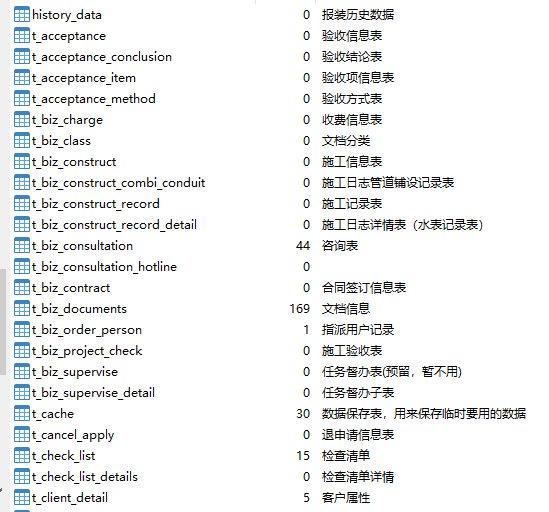 history_data 0 报装历史数据
t_acceptance 0 验收信息表
t_acceptance_conclusion 0 验收结论表
t_acceptance_item 0 验收项信息表
t_acceptance_method 0 验收方式表
t_biz_charge 0 收费信息表
t_biz_class 0 文档分类
t_biz_construct 0 施工信息表
t_biz_construct_combi_conduit 0 施工日志管道铺设记录表
t_biz_construct_record 0 施工记录表
t_biz_construct_record_detail 0 施工日志详情表（水表记录表）
t_biz_consultation 44 咨询表
t_biz_consultation_hotline 0
t_biz_contract 0 合同签订信息表
t_biz_documents 169 文档信息
t_biz_order_person 1 指派用户记录
t_biz_project_check 0 施工验收表
t_biz_supervise 0 任务督办表(预留，暂不用)
t_biz_supervise_detail 0 任务督办子表
t_cache 30 数据保存表，用来保存临时要用的数据
t_cancel_apply 0 退申请信息表
t_check_list 15 检查清单
t_check_list_details 0 检查清单详情
t_client_detail 5 客户属性